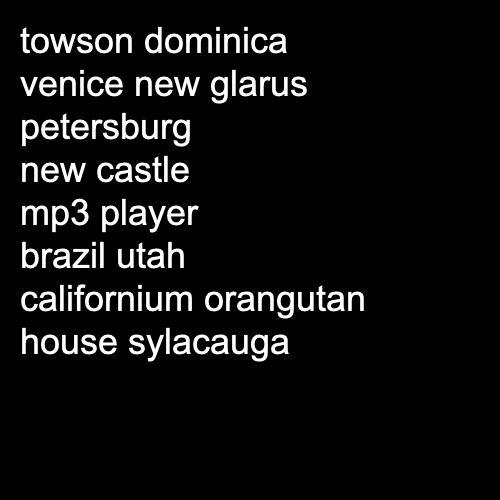 towson dominica
venice new glarus
petersburg
new castle
mp3 player
brazil utah
californium orangutan
house sylacauga